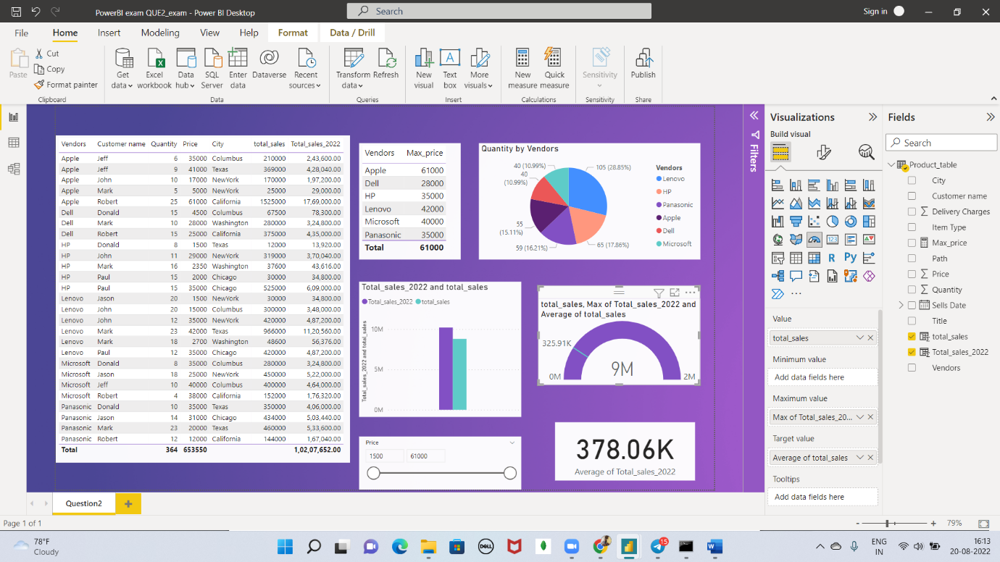 PowerBI exam QUE2_exam - Power BI Desktop
Search
Sign in
File Home Insert Modeling View Help Format Data / Drill
Paste
Cut
Copy
Format painter
Clipboard
Get data
Excel workbook
Data hub
SQL Server
Enter data
Dataverse
Recent sources
Data
Transform data
Refresh
Queries
New visual
Text box
More visuals
Insert
New measure
Quick measure
Calculations
Sensitivity
Sensitivity
Publish
Share
Vendors Customer name Quantity Price City total_sales Total_sales_2022
Apple Jeff 6 35000 Columbus 210000 2,43,600.00
Apple Jeff 9 41000 Texas 369000 4,28,040.00
Apple John 10 17000 NewYork 170000 1,97,200.00
Apple Mark 5 5000 NewYork 25000 29,000.00
Apple Robert 25 61000 California 1525000 17,69,000.00
Dell Donald 15 4500 Columbus 67500 78,300.00
Dell Mark 10 28000 Washington 280000 3,24,800.00
Dell Robert 15 25000 California 375000 4,35,000.00
HP Donald 8 1500 Texas 12000 13,920.00
HP John 11 29000 NewYork 319000 3,70,040.00
HP Mark 16 2350 Washington 37600 43,616.00
HP Paul 15 2000 Chicago 30000 34,800.00
HP Paul 15 35000 Chicago 525000 6,09,000.00
Lenovo Jason 20 1500 NewYork 30000 34,800.00
Lenovo John 20 15000 Columbus 300000 3,48,000.00
Lenovo John 12 35000 NewYork 420000 4,87,200.00
Lenovo Mark 23 42000 Texas 966000 11,20,560.00
Lenovo Mark 18 2700 Washington 48600 56,376.00
Lenovo Paul 12 35000 Chicago 420000 4,87,200.00
Microsoft Donald 8 35000 Columbus 280000 3,24,800.00
Microsoft Jason 18 25000 NewYork 450000 5,22,000.00
Microsoft Jeff 10 40000 Columbus 400000 4,64,000.00
Microsoft Robert 4 38000 California 152000 1,76,320.00
Panasonic Donald 10 35000 Texas 350000 4,06,000.00
Panasonic Jason 14 31000 Chicago 434000 5,03,440.00
Panasonic Mark 23 20000 Texas 460000 5,33,600.00
Panasonic Robert 12 12000 California 144000 1,67,040.00
Total 364 653550 1,02,07,652.00
Vendors Max_price
Apple 61000
Dell 28000
HP 35000
Lenovo 42000
Microsoft 40000
Panasonic 35000
Total 61000
Quantity by Vendors
40 (10.99%)
40
(10.99%)
105 (28.85%)
55
(15.11%)
59 (16.21%)
65 (17.86%)
Vendors
Lenovo
HP
Panasonic
Apple
Dell
Microsoft
Total_sales_2022 and total_sales
Total_sales_2022 total_sales
Total_sales_2022 and total_sales
10M
5M
0M
total_sales, Max of Total_sales_2022 and
Average of total_sales
325.91K
9M
0M
2M
Price
1500 61000
378.06K
Average of Total_sales_2022
Filters
Visualizations
Build visual
R Py
123
Value
total_sales
Minimum value
Add data fields here
Maximum value
Max of Total_sales_20...
Target value
Average of total_sales
Tooltips
Add data fields here
Fields
Search
Product_table
City
Customer name
Delivery Charges
Item Type
Max_price
Path
Price
Quantity
Sells Date
Title
total_sales
Total_sales_2022
Vendors
Question2
Page 1 of 1
79%
78°F
Cloudy
DELL
15
ENG
IN
16:13
20-08-2022